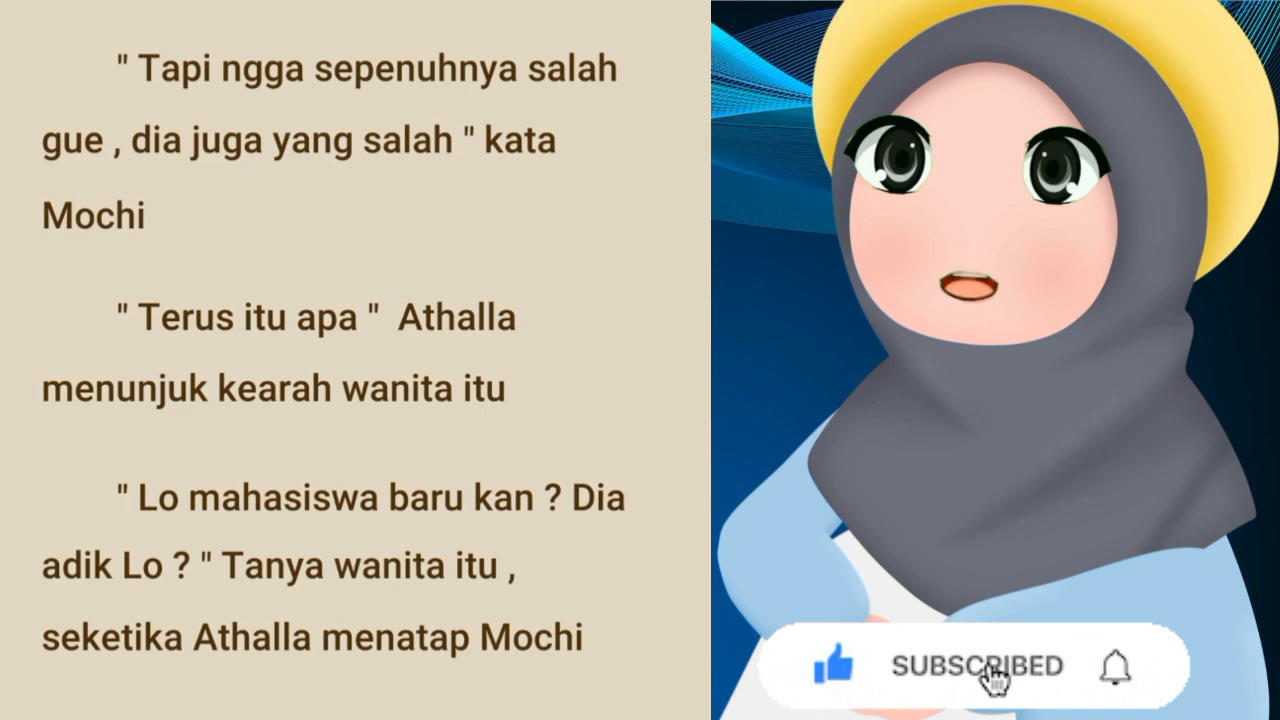 " Tapi ngga sepenuhnya salah
gue , dia juga yang salah " kata
Mochi
" Terus itu apa "  Athalla
menunjuk kearah wanita itu
" Lo mahasiswa baru kan ? Dia
adik Lo ? " Tanya wanita itu ,
seketika Athalla menatap Mochi
SUBSCRIBED